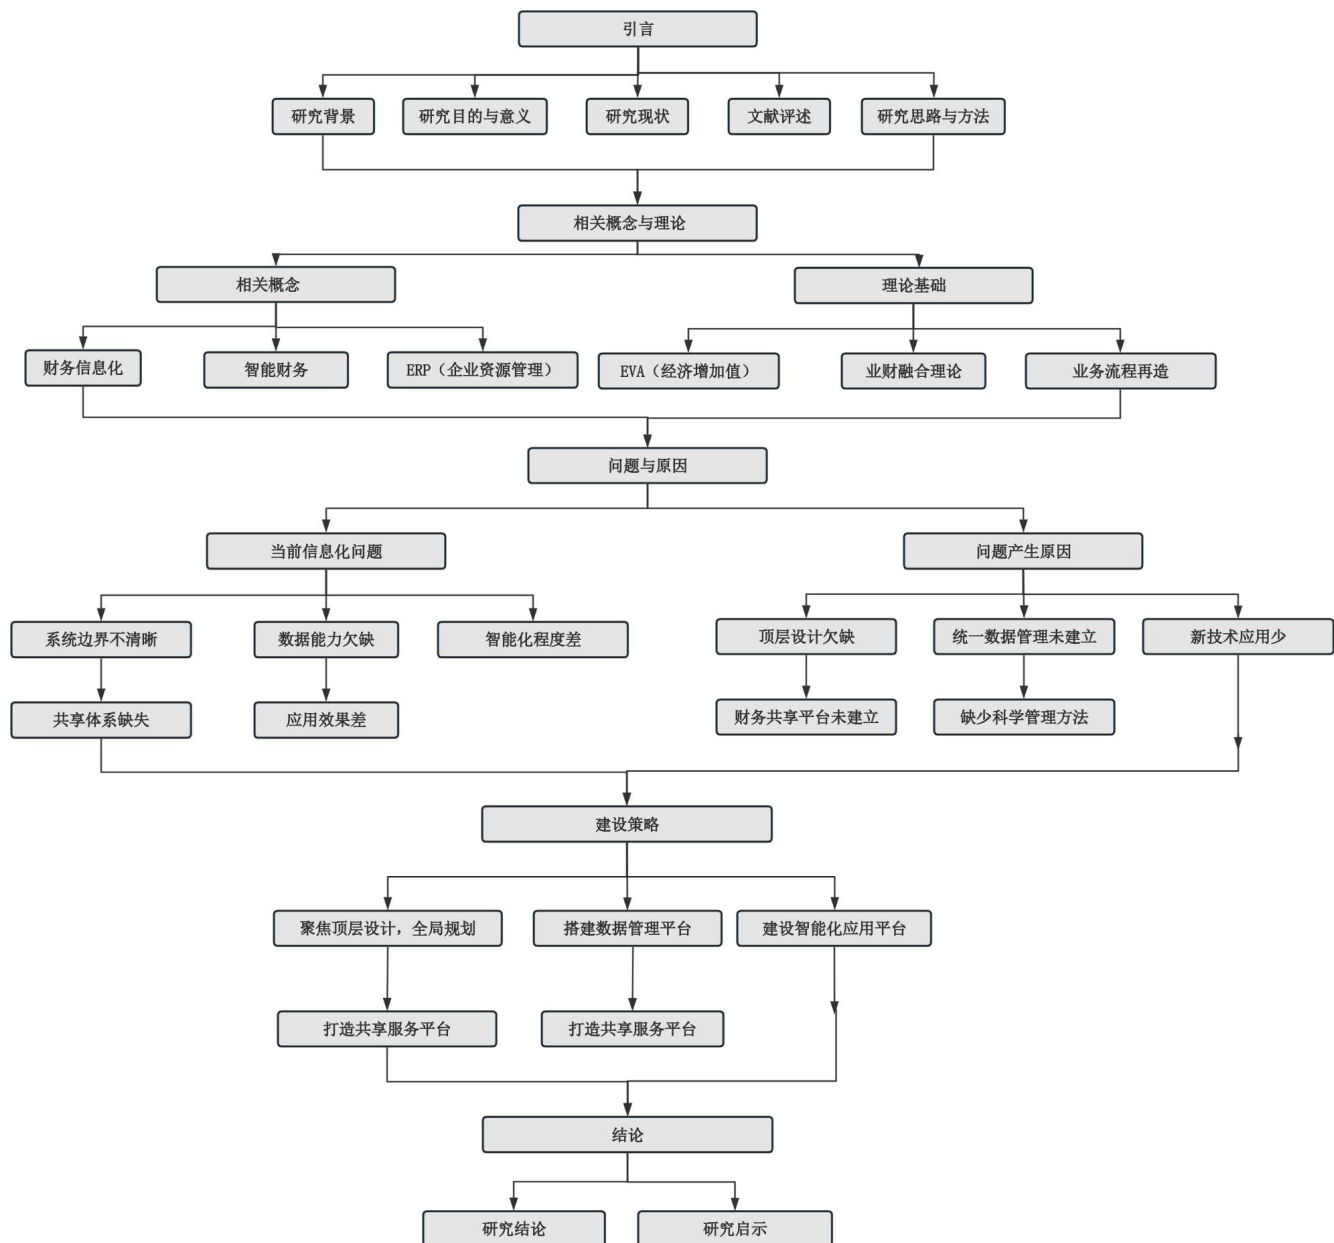 引言
研究背景
研究目的与意义
研究现状
文献评述
研究思路与方法
相关概念与理论
相关概念
理论基础
财务信息化
智能财务
ERP（企业资源管理）
EVA（经济增加值）
业财融合理论
业务流程再造
问题与原因
当前信息化问题
问题产生原因
系统边界不清晰
数据能力欠缺
智能化程度差
顶层设计欠缺
统一数据管理未建立
新技术应用少
共享体系缺失
应用效果差
财务共享平台未建立
缺少科学管理方法
建设策略
聚焦顶层设计，全局规划
搭建数据管理平台
建设智能化应用平台
打造共享服务平台
打造共享服务平台
结论
研究结论
研究启示